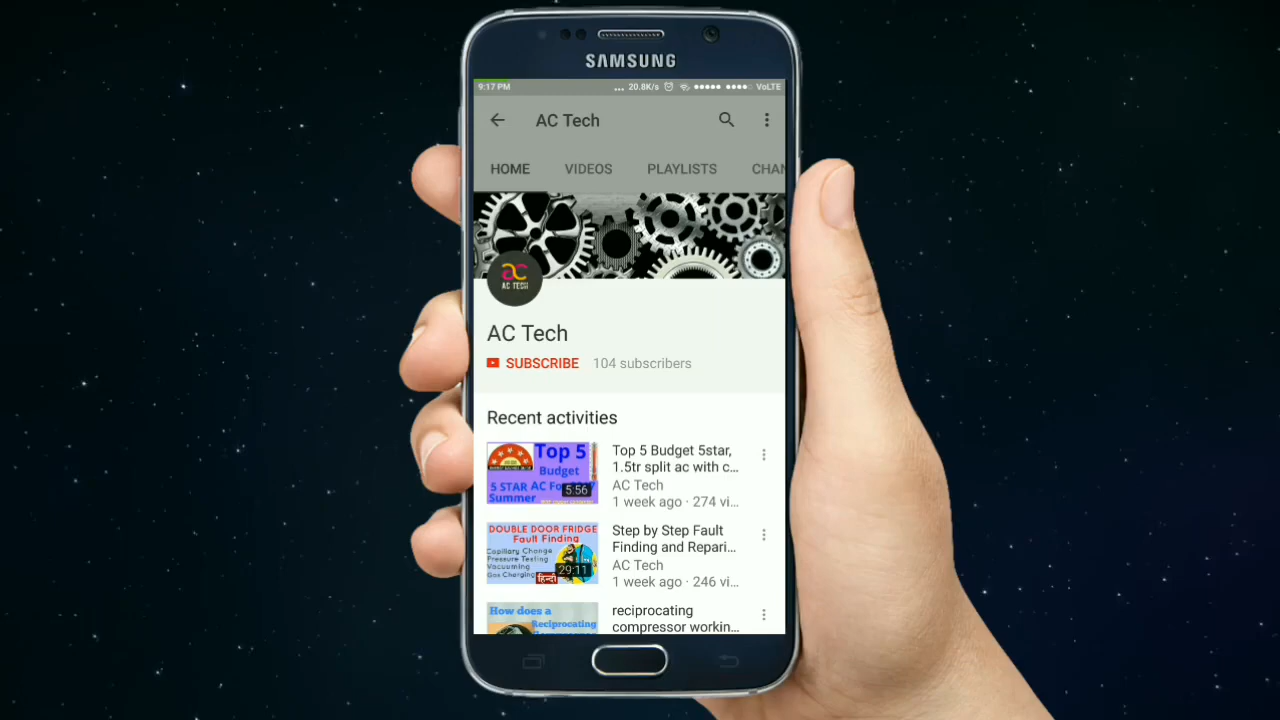 SAMSUNG
9:17 PM
... 20.8K/s VoLTE
AC Tech
HOME VIDEOS PLAYLISTS CHAN
AC TECH
AC Tech
SUBSCRIBE 104 subscribers
Recent activities
Top 5
Budget
5 STAR AC Fo
Summer
5:56
Top 5 Budget 5star,
1.5tr split ac with c...
AC Tech
1 week ago · 274 vi...
DOUBLE DOOR FRIDGE
Fault Finding
Capillary Change
Pressure Testing
Vacuuming
Gas Charging
हिन्दी
29:11
Step by Step Fault
Finding and Repari...
AC Tech
1 week ago · 246 vi...
How does a
Reciprocating
reciprocating
compressor workin...